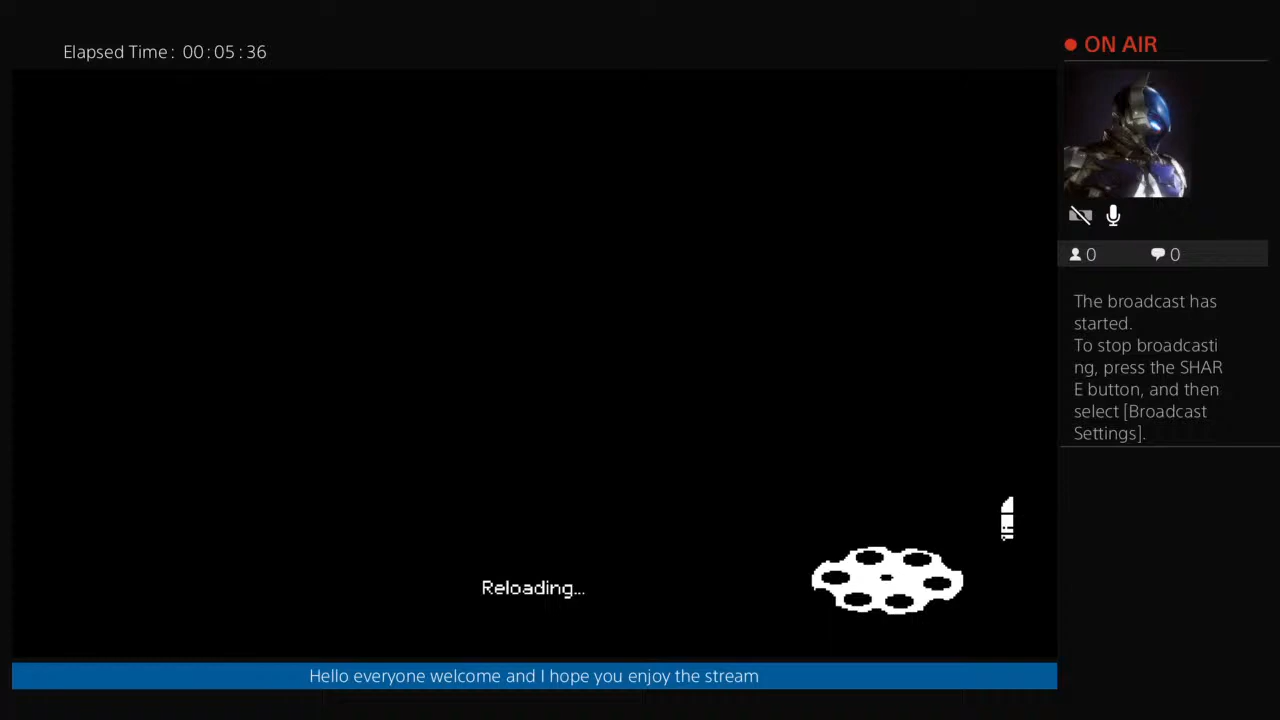 Elapsed Time: 00:05:36
ON AIR
0 0
The broadcast has
started.
To stop broadcasti
ng, press the SHAR
E button, and then
select [Broadcast
Settings].
Reloading...
Hello everyone welcome and I hope you enjoy the stream